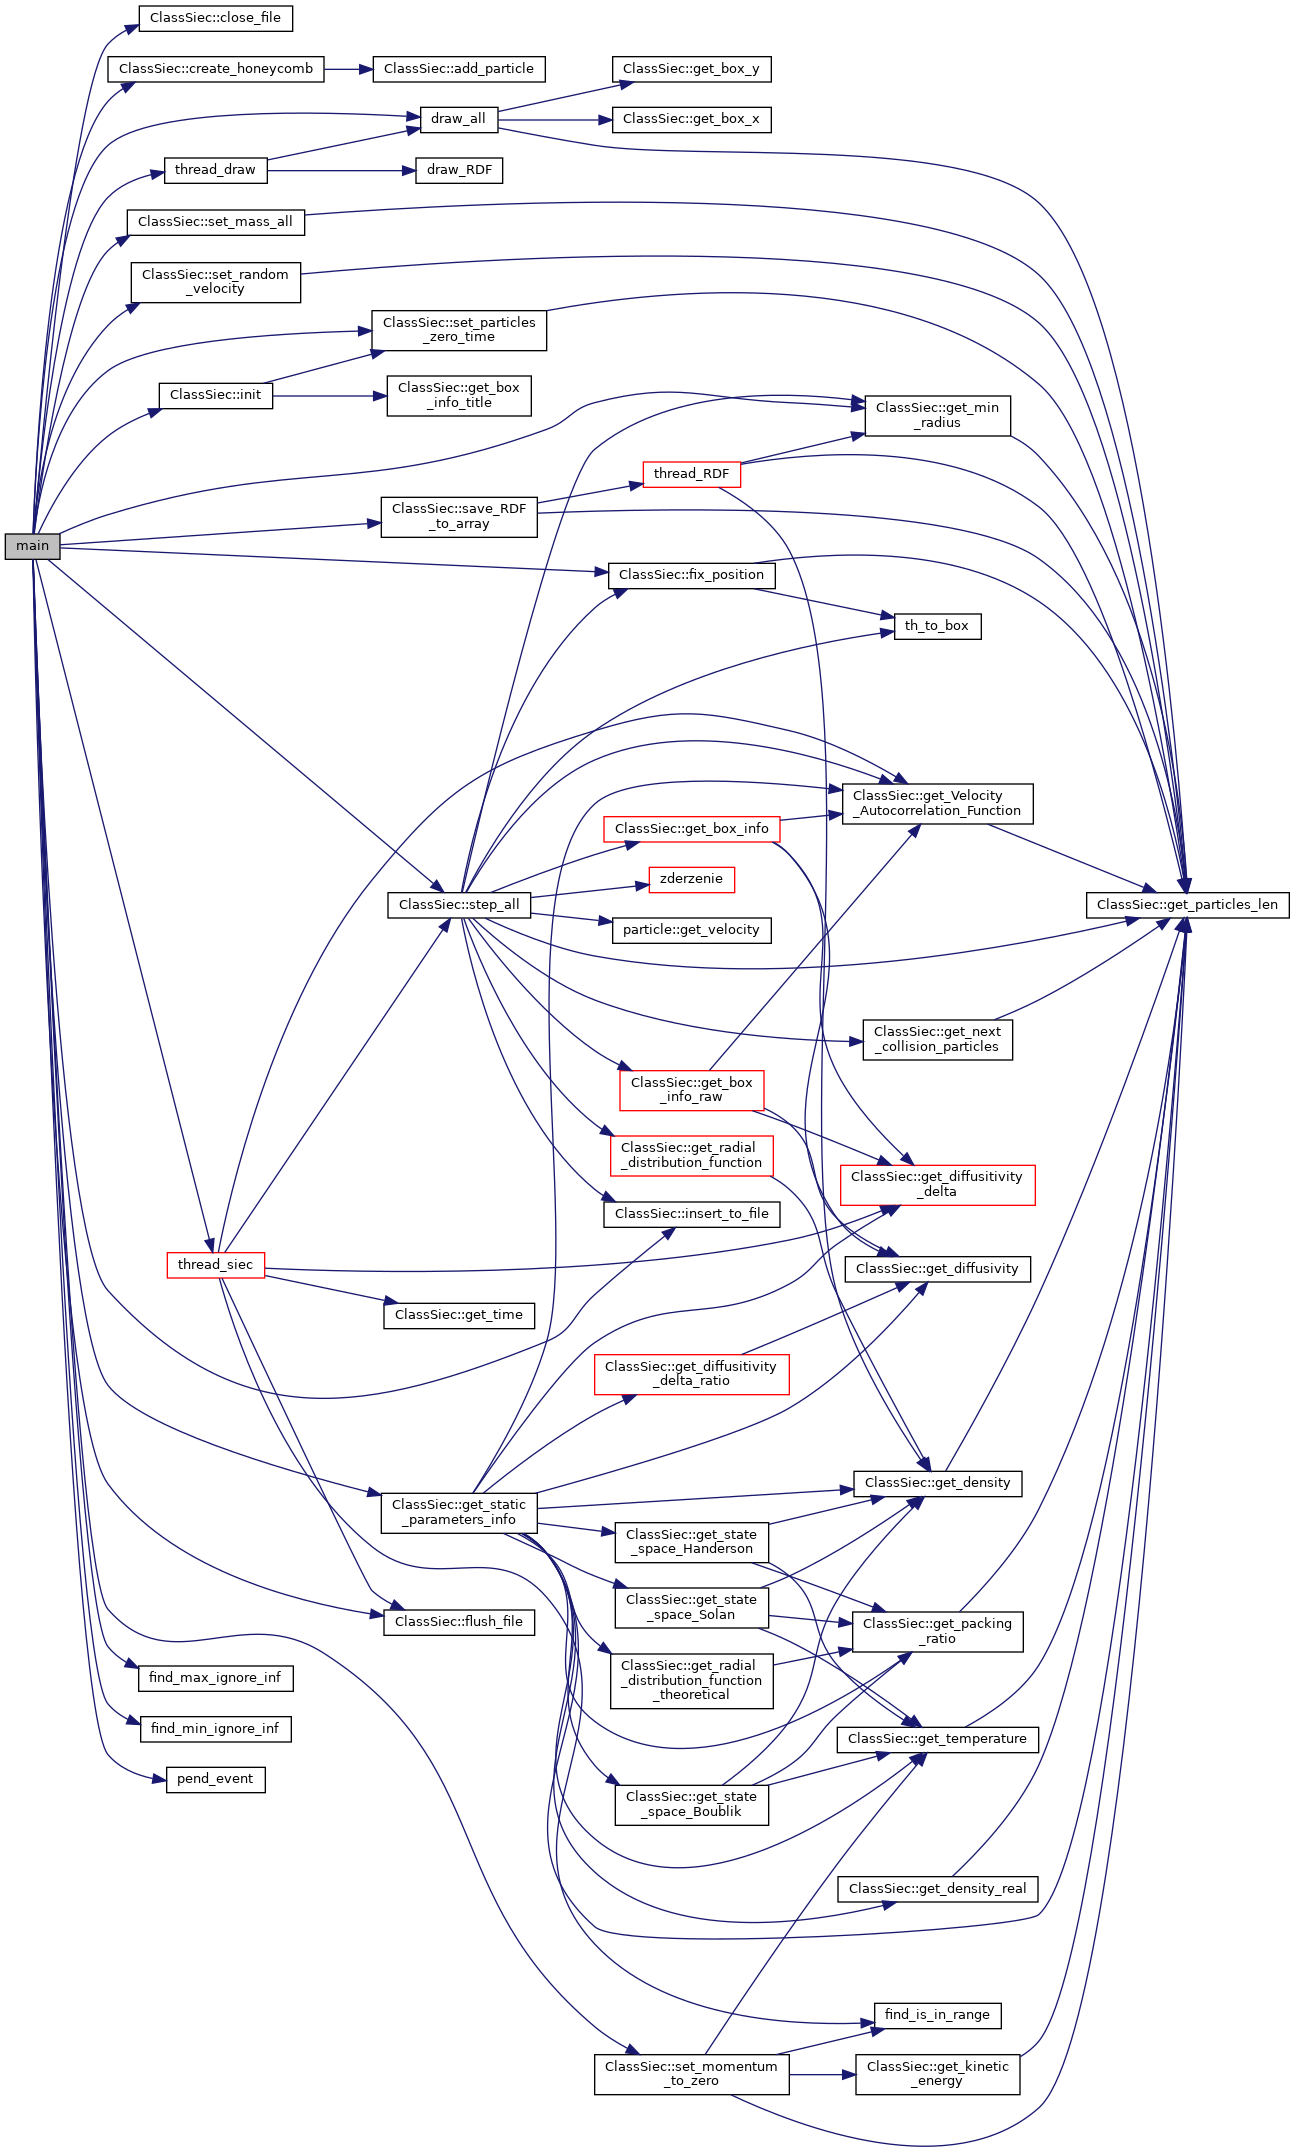 ClassSiec::close_file
ClassSiec::create_honeycomb
ClassSiec::add_particle
ClassSiec::get_box_y
draw_all
ClassSiec::get_box_x
thread_draw
draw_RDF
ClassSiec::set_mass_all
ClassSiec::set_random
_velocity
ClassSiec::set_particles
_zero_time
ClassSiec::init
ClassSiec::get_box
_info_title
ClassSiec::get_min
_radius
thread_RDF
ClassSiec::save_RDF
_to_array
main
ClassSiec::fix_position
th_to_box
ClassSiec::get_Velocity
_Autocorrelation_Function
ClassSiec::get_box_info
zderzenie
ClassSiec::step_all
ClassSiec::get_particles_len
particle::get_velocity
ClassSiec::get_next
_collision_particles
ClassSiec::get_box
_info_raw
ClassSiec::get_radial
_distribution_function
ClassSiec::get_diffusitivity
_delta
ClassSiec::insert_to_file
thread_siec
ClassSiec::get_diffusivity
ClassSiec::get_time
ClassSiec::get_diffusitivity
_delta_ratio
ClassSiec::get_density
ClassSiec::get_static
_parameters_info
ClassSiec::get_state
_space_Handerson
ClassSiec::get_state
_space_Solan
ClassSiec::flush_file
ClassSiec::get_packing
_ratio
ClassSiec::get_radial
_distribution_function
_theoretical
find_max_ignore_inf
find_min_ignore_inf
ClassSiec::get_temperature
pend_event
ClassSiec::get_state
_space_Boublik
ClassSiec::get_density_real
find_is_in_range
ClassSiec::set_momentum
_to_zero
ClassSiec::get_kinetic
_energy